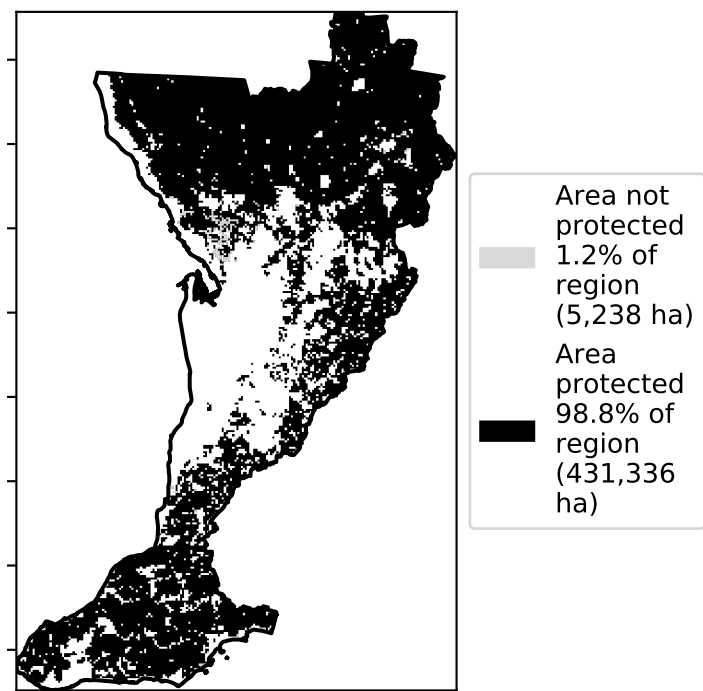 Area not
protected
1.2% of
region
(5,238 ha)
Area
protected
98.8% of
region
(431,336
ha)